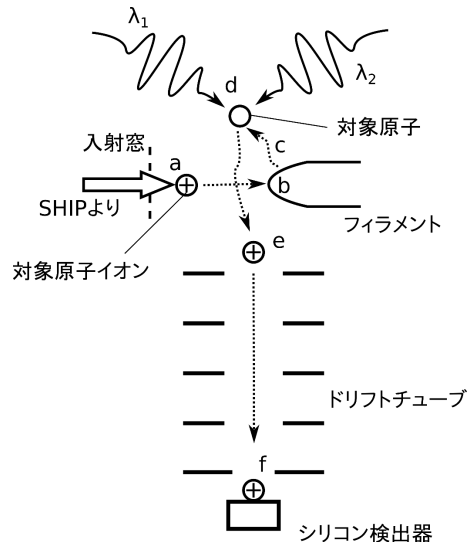 λ1
λ2
d
対象原子
c
入射窓
a
b
SHIPより
フィラメント
対象原子イオン
e
ドリフトチューブ
f
シリコン検出器